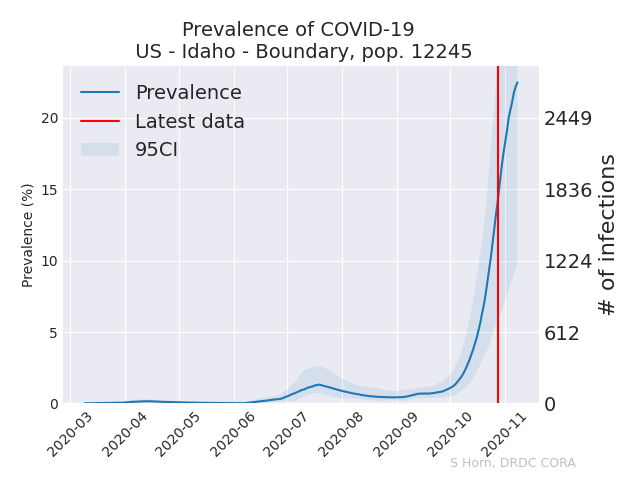 Prevalence of COVID-19
US - Idaho - Boundary, pop. 12245
Prevalence
Latest data
95CI
Prevalence (%)
20
15
10
5
0
2449
1836
1224
612
0
# of infections
2020-03
2020-04
2020-05
2020-06
2020-07
2020-08
2020-09
2020-10
2020-11
S Horn, DRDC CORA